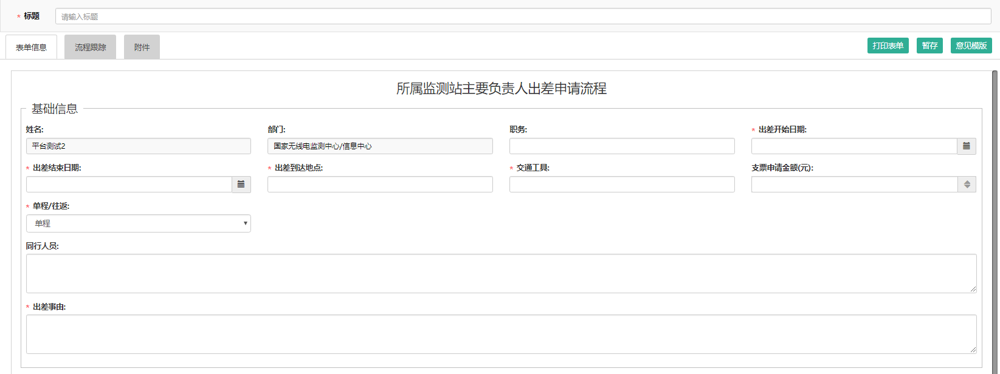 * 标题 请输入标题
表单信息 流程跟踪 附件 打印表单 暂存 意见模版
所属监测站主要负责人出差申请流程
基础信息
姓名: 部门: 职务: * 出差开始日期:
平台测试2 国家无线电监测中心/信息中心
* 出差结束日期: * 出差到达地点: * 交通工具: 支票申请金额(元):
* 单程/往返:
单程
同行人员:
* 出差事由: